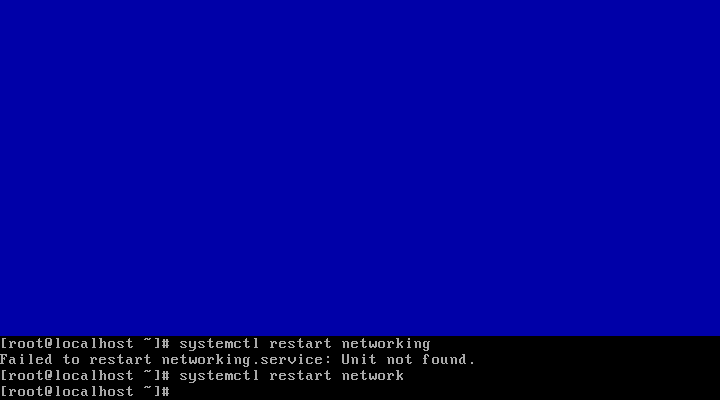 [root@localhost ~]# systemctl restart networking
Failed to restart networking.service: Unit not found.
[root@localhost ~]# systemctl restart network
[root@localhost ~]#